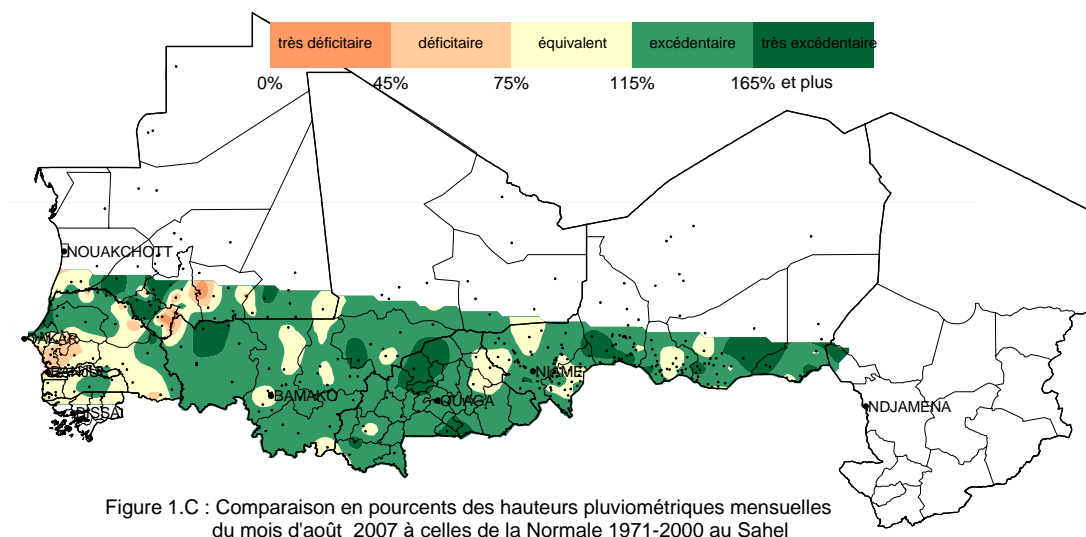 très déficitaire déficitaire équivalent excédentaire très excédentaire
0% 45% 75% 115% 165% et plus
NOUAKCHOTT
DAKAR
BANJUL
BISSAU
BAMAKO
OUAGA
NIAMEY
NDJAMENA
Figure 1.C : Comparaison en pourcents des hauteurs pluviométriques mensuelles
du mois d'août 2007 à celles de la Normale 1971-2000 au Sahel